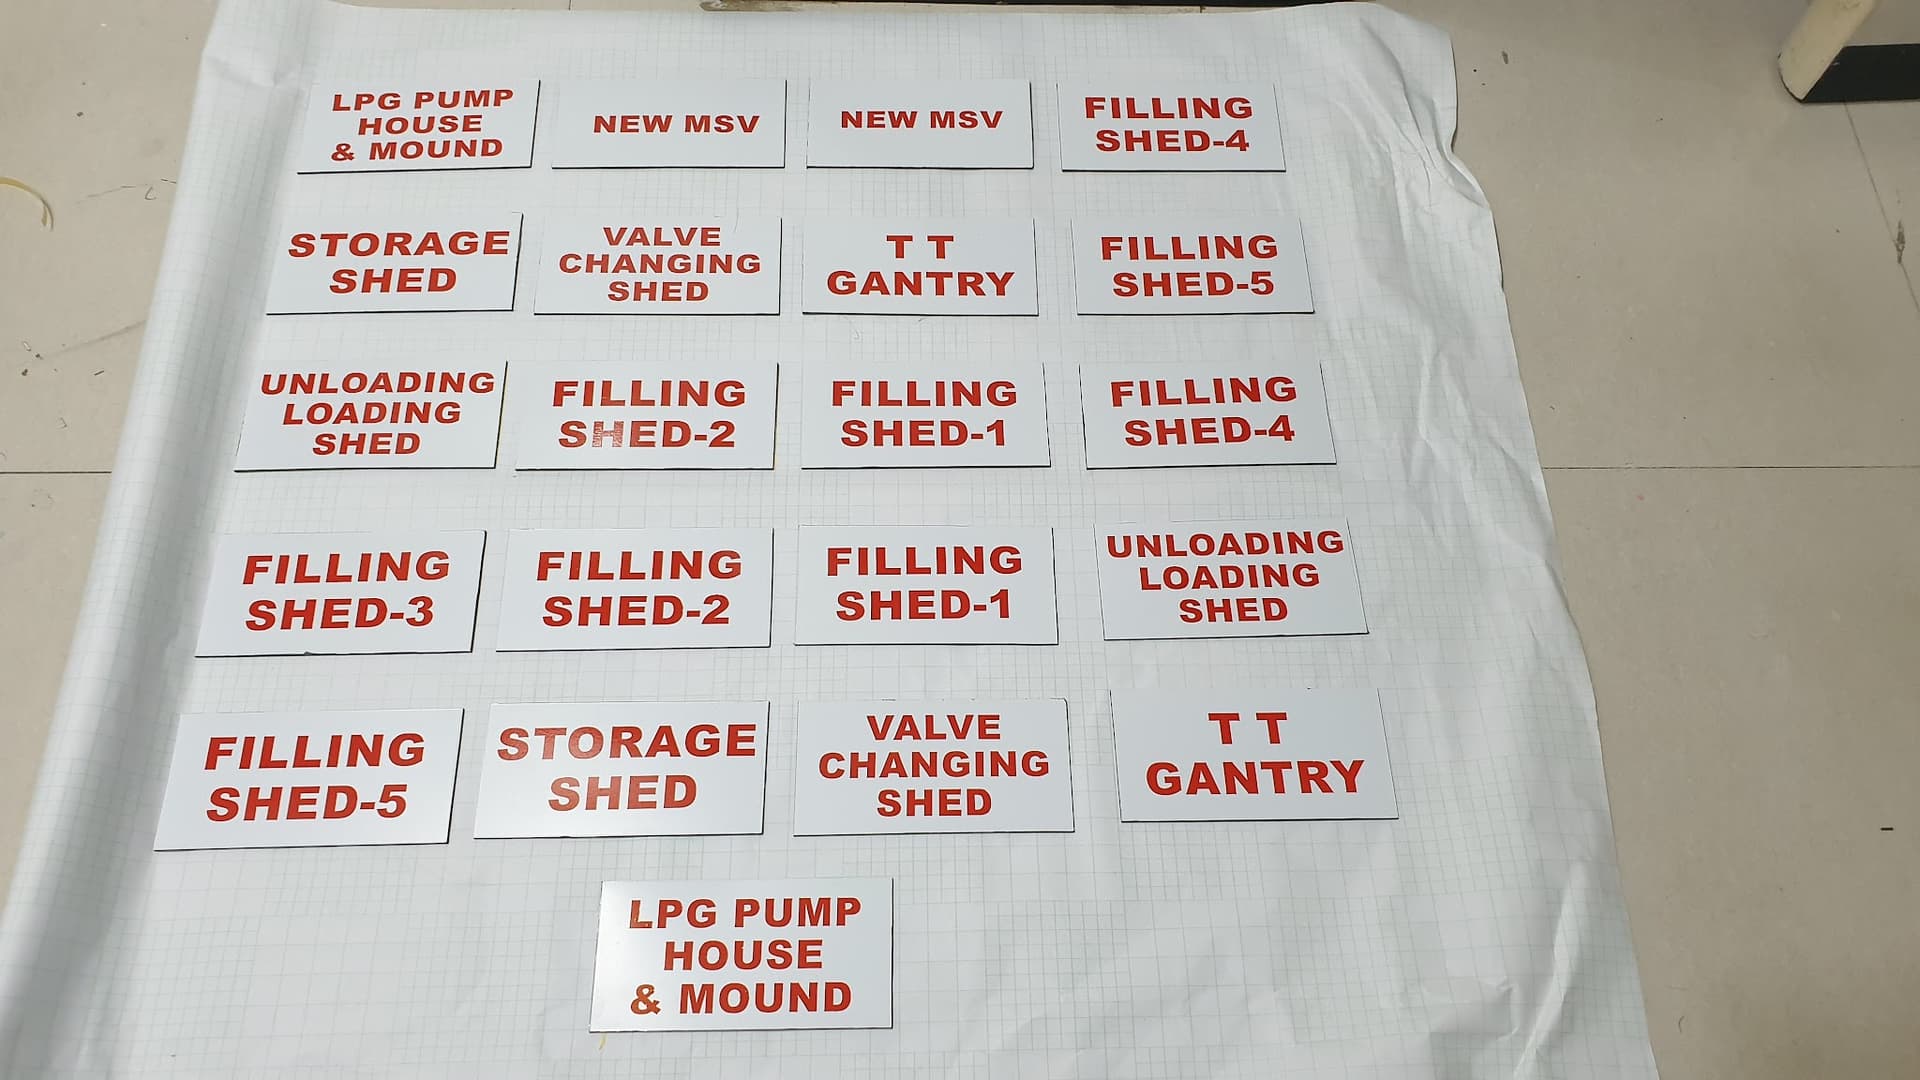 LPG PUMP
HOUSE
& MOUND
NEW MSV
NEW MSV
FILLING
SHED-4
STORAGE
SHED
VALVE
CHANGING
SHED
T T
GANTRY
FILLING
SHED-5
UNLOADING
LOADING
SHED
FILLING
SHED-2
FILLING
SHED-1
FILLING
SHED-4
FILLING
SHED-3
FILLING
SHED-2
FILLING
SHED-1
UNLOADING
LOADING
SHED
FILLING
SHED-5
STORAGE
SHED
VALVE
CHANGING
SHED
T T
GANTRY
LPG PUMP
HOUSE
& MOUND